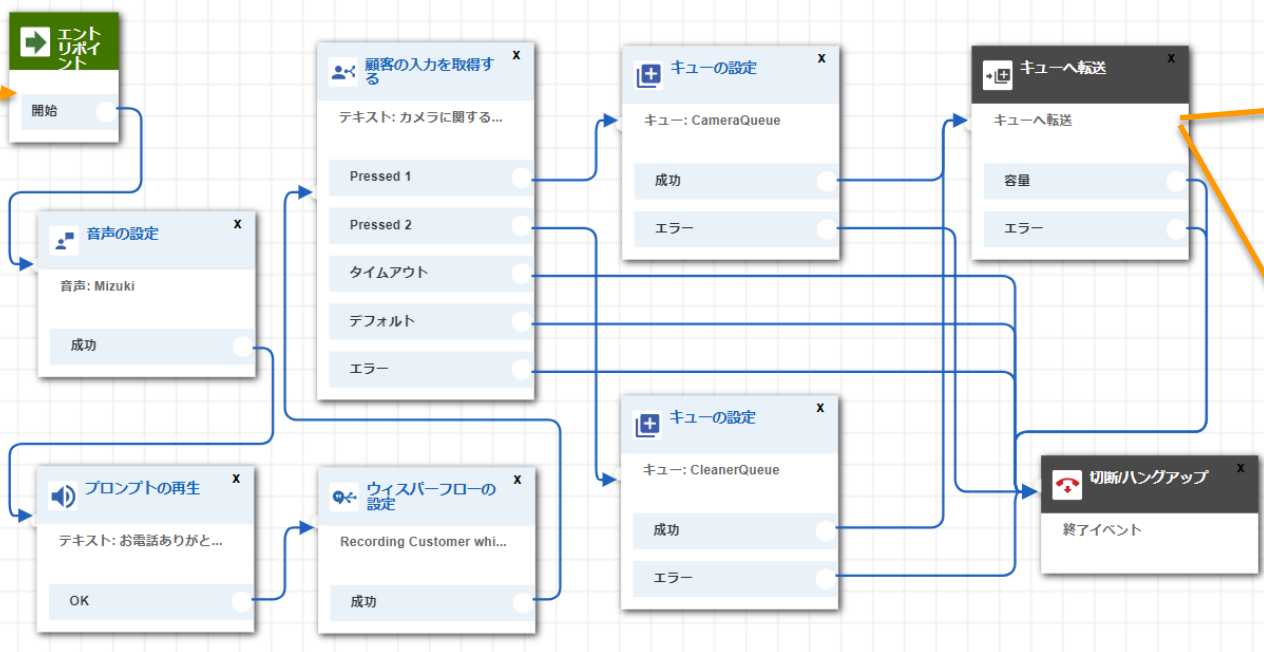 エント
リポイ
ント
開始
音声の設定
x
音声: Mizuki
成功
プロンプトの再生
x
テキスト: お電話ありがと...
OK
ウィスパーフローの
設定
x
Recording Customer whi...
成功
顧客の入力を取得す
る
x
テキスト: カメラに関する...
Pressed 1
Pressed 2
タイムアウト
デフォルト
エラー
キューの設定
x
キュー: CameraQueue
成功
エラー
キューの設定
x
キュー: CleanerQueue
成功
エラー
キューへ転送
x
キューへ転送
容量
エラー
切断/ハングアップ
x
終了イベント